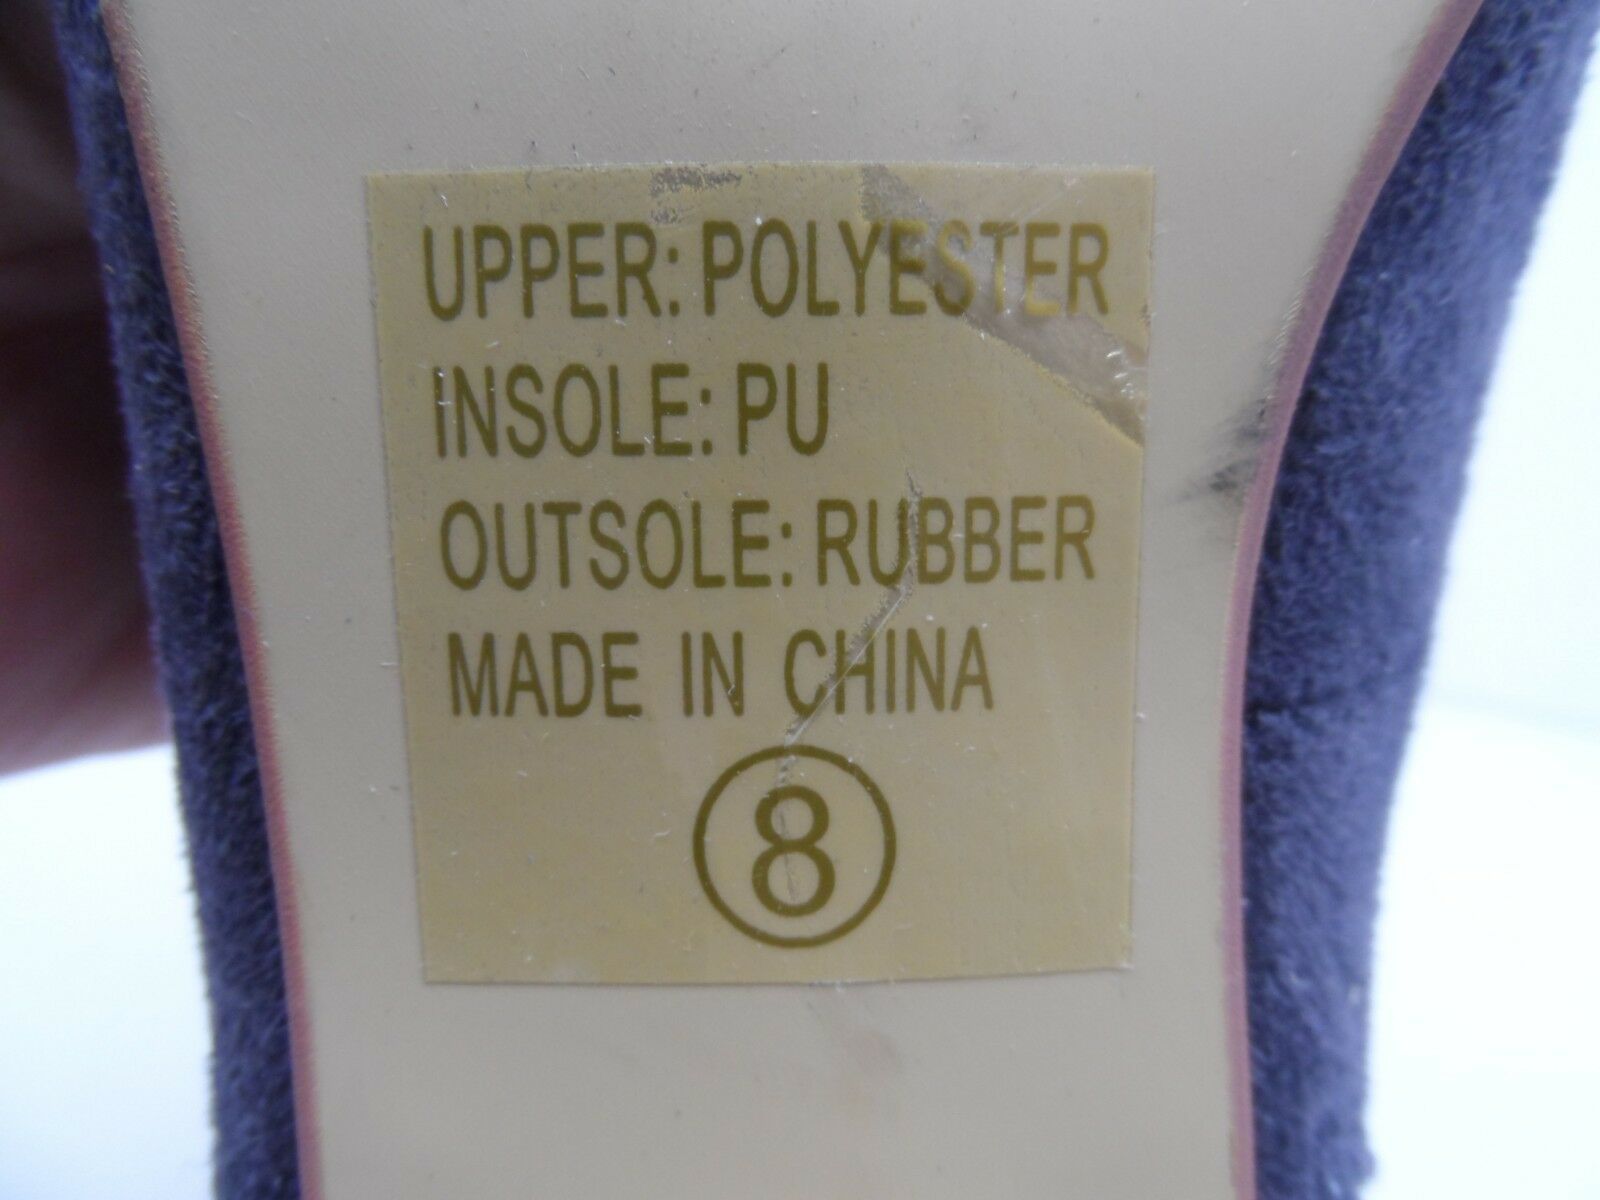 UPPER: POLYESTER
INSOLE: PU
OUTSOLE: RUBBER
MADE IN CHINA
8